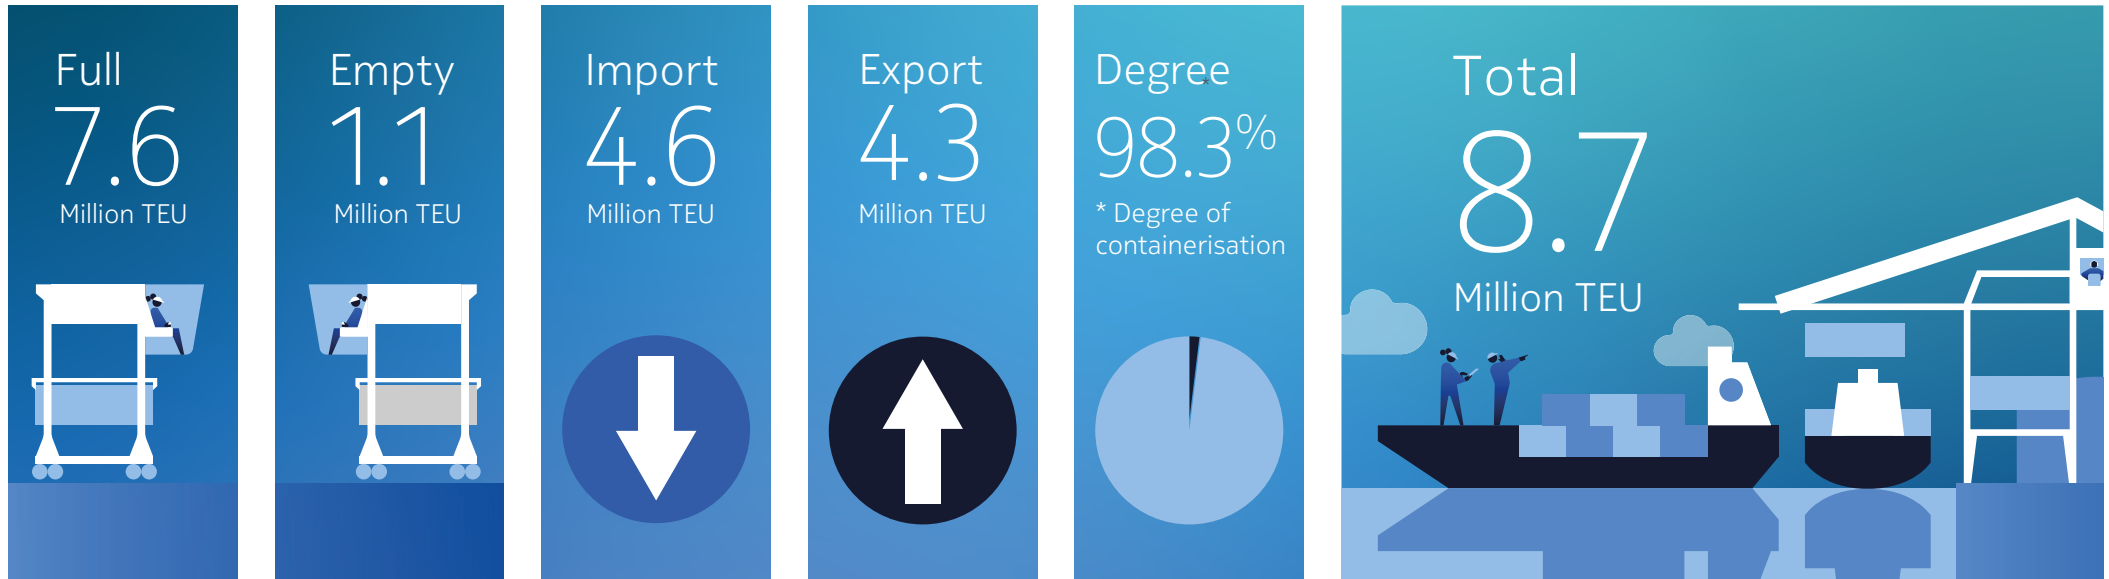 Full
7.6
Million TEU
Empty
1.1
Million TEU
Import
4.6
Million TEU
Export
4.3
Million TEU
Degree*
98.3%
* Degree of
containerisation
Total
8.7
Million TEU